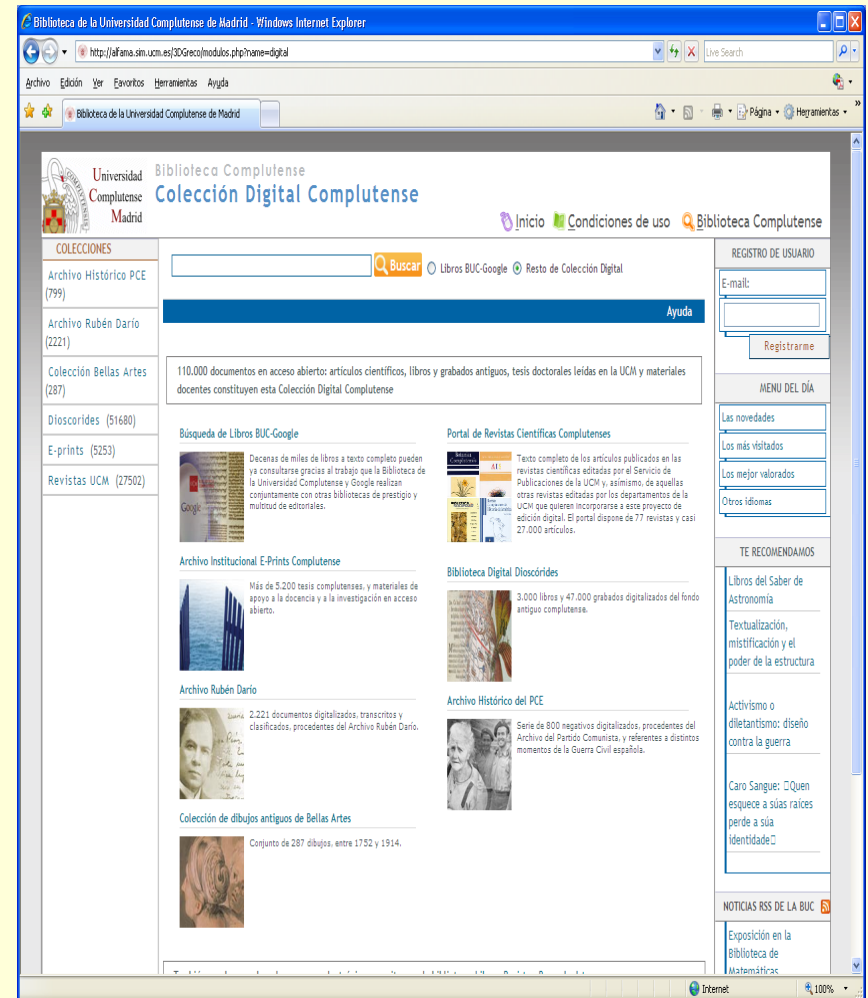 Biblioteca de la Universidad Complutense de Madrid - Windows Internet Explorer
http://alfama.sim.ucm.es/3DGreco/modulos.php?name=digital
Live Search
Archivo Edición Ver Favoritos Herramientas Ayuda
Biblioteca de la Universidad Complutense de Madrid
Página
Herramientas
Universidad
Complutense
Madrid
Biblioteca Complutense
Colección Digital Complutense
Inicio
Condiciones de uso
Biblioteca Complutense
COLECCIONES
Archivo Histórico PCE
(799)
Archivo Rubén Darío
(2221)
Colección Bellas Artes
(287)
Dioscorides (51680)
E-prints (5253)
Revistas UCM (27502)
Buscar
Libros BUC-Google
Resto de Colección Digital
Ayuda
110.000 documentos en acceso abierto: artículos científicos, libros y grabados antiguos, tesis doctorales leídas en la UCM y materiales
docentes constituyen esta Colección Digital Complutense
Búsqueda de Libros BUC-Google
Decenas de miles de libros a texto completo pueden
ya consultarse gracias al trabajo que la Biblioteca de
la Universidad Complutense y Google realizan
conjuntamente con otras bibliotecas de prestigio y
multitud de editoriales.
Google
Archivo Institucional E-Prints Complutense
Más de 5.200 tesis complutenses, y materiales de
apoyo a la docencia y a la investigación en acceso
abierto.
Archivo Rubén Darío
2.221 documentos digitalizados, transcritos y
clasificados, procedentes del Archivo Rubén Darío.
Colección de dibujos antiguos de Bellas Artes
Conjunto de 287 dibujos, entre 1752 y 1914.
Portal de Revistas Científicas Complutenses
Texto completo de los artículos publicados en las
revistas científicas editadas por el Servicio de
Publicaciones de la UCM y, asimismo, de aquellas
otras revistas editadas por los departamentos de la
UCM que quieren incorporarse a este proyecto de
edición digital. El portal dispone de 77 revistas y casi
27.000 artículos.
Biblioteca Digital Dioscórides
3.000 libros y 47.000 grabados digitalizados del fondo
antiguo complutense.
Archivo Histórico del PCE
Serie de 800 negativos digitalizados, procedentes del
Archivo del Partido Comunista, y referentes a distintos
momentos de la Guerra Civil española.
REGISTRO DE USUARIO
E-mail:
Registrarme
MENU DEL DÍA
Las novedades
Los más visitados
Los mejor valorados
Otros idiomas
TE RECOMENDAMOS
Libros del Saber de
Astronomía
Textualización,
mistificación y el
poder de la estructura
Activismo o
diletantismo: diseño
contra la guerra
Caro Sangue: Quen
esquece a súas raíces
perde a súa
identidade
NOTICIAS RSS DE LA BUC
Exposición en la
Biblioteca de
Matemáticas
Internet
100%